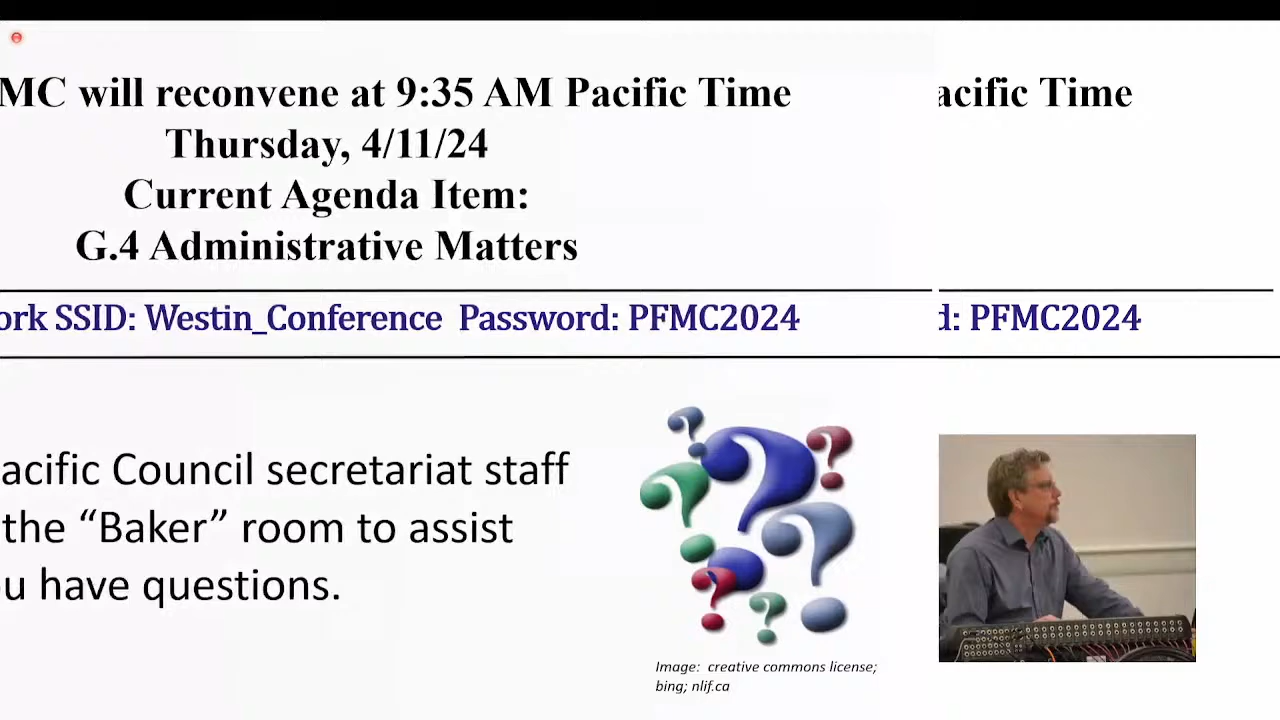 MC will reconvene at 9:35 AM Pacific Time
acific Time
Thursday, 4/11/24
Current Agenda Item:
G.4 Administrative Matters
ork SSID: Westin_Conference Password: PFMC2024
d: PFMC2024
acific Council secretariat staff
the “Baker” room to assist
ou have questions.
Image: creative commons license;
bing; nlif.ca